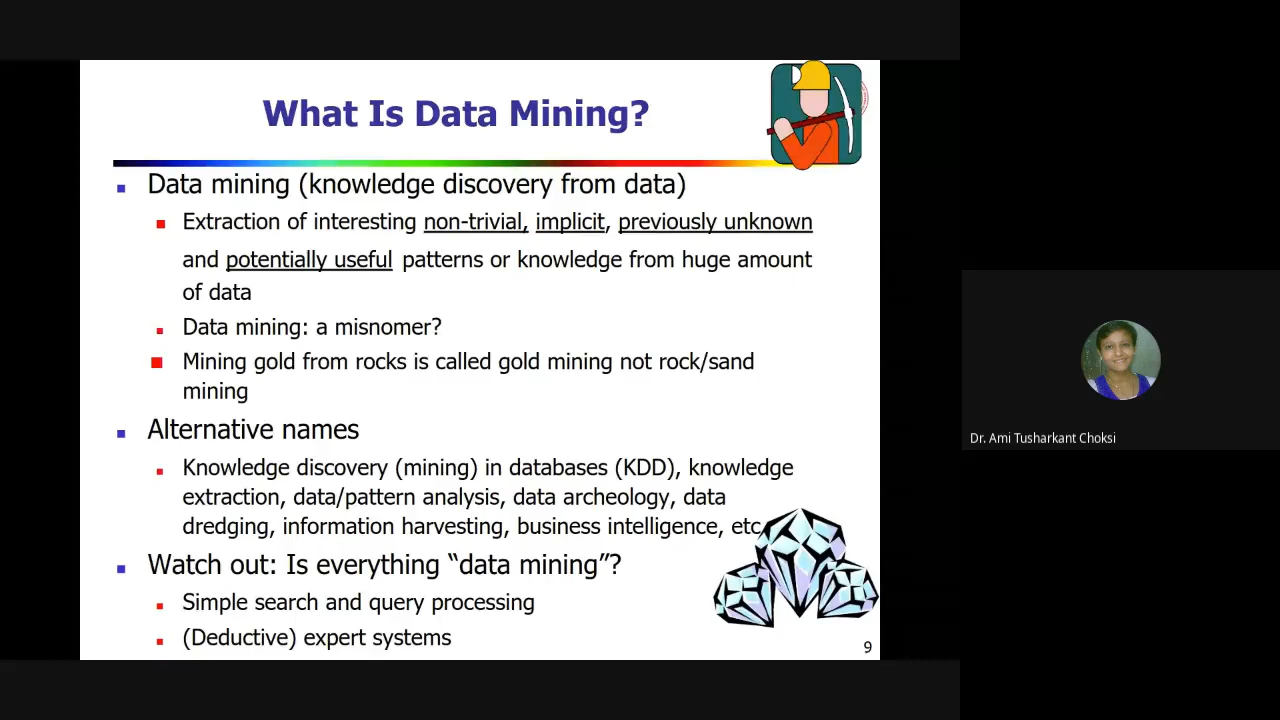 What Is Data Mining?
Data mining (knowledge discovery from data)
Extraction of interesting non-trivial, implicit, previously unknown
and potentially useful patterns or knowledge from huge amount
of data
Data mining: a misnomer?
Mining gold from rocks is called gold mining not rock/sand
mining
Alternative names
Knowledge discovery (mining) in databases (KDD), knowledge
extraction, data/pattern analysis, data archeology, data
dredging, information harvesting, business intelligence, etc
Watch out: Is everything “data mining”?
Simple search and query processing
(Deductive) expert systems
9
Dr. Ami Tusharkant Choksi